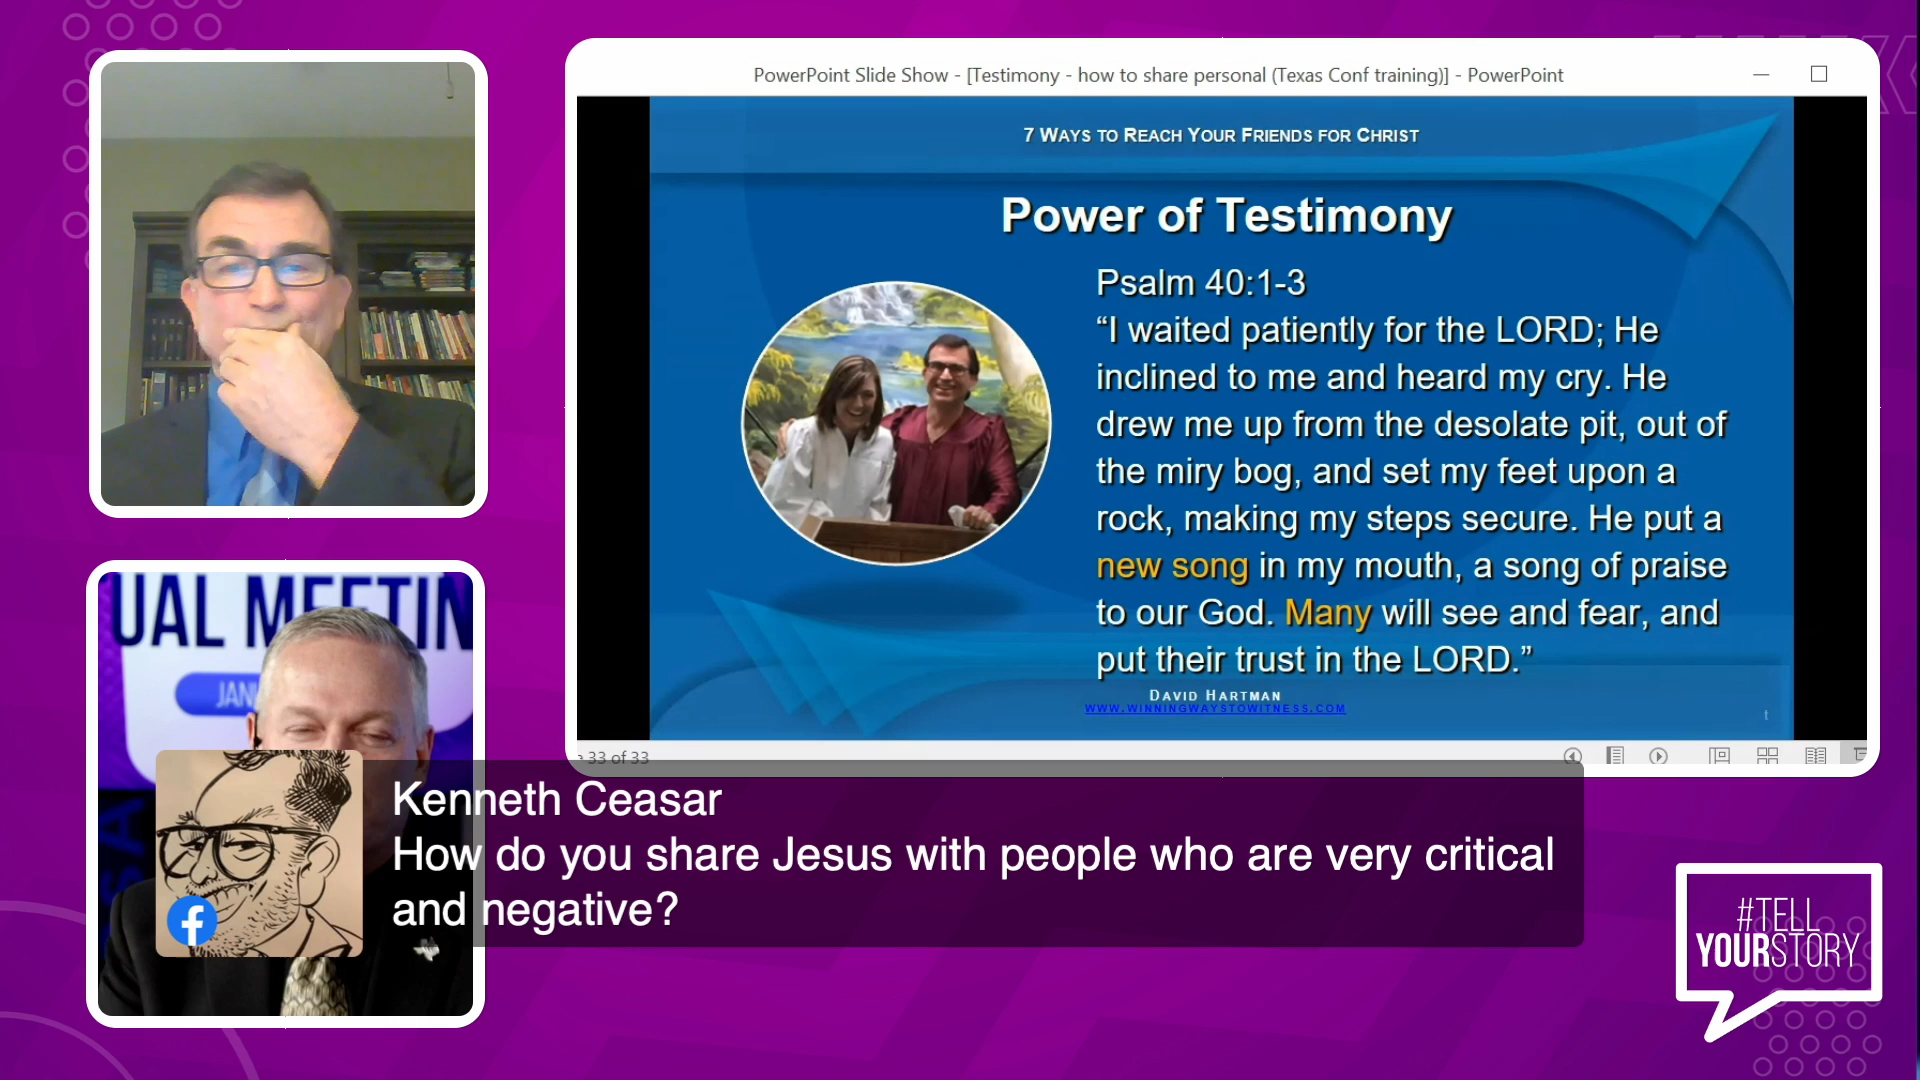 PowerPoint Slide Show - [Testimony - how to share personal (Texas Conf training)] - PowerPoint
7 WAYS TO REACH YOUR FRIENDS FOR CHRIST
Power of Testimony
Psalm 40:1-3
“I waited patiently for the LORD; He
inclined to me and heard my cry. He
drew me up from the desolate pit, out of
the miry bog, and set my feet upon a
rock, making my steps secure. He put a
new song in my mouth, a song of praise
to our God. Many will see and fear, and
put their trust in the LORD.”
DAVID HARTMAN
WWW.WINNINGWAYSTOWITNESS.COM
t
33 of 33
UAL MEETIN
JAN
Kenneth Ceasar
How do you share Jesus with people who are very critical
and negative?
#TELL
YOURSTORY